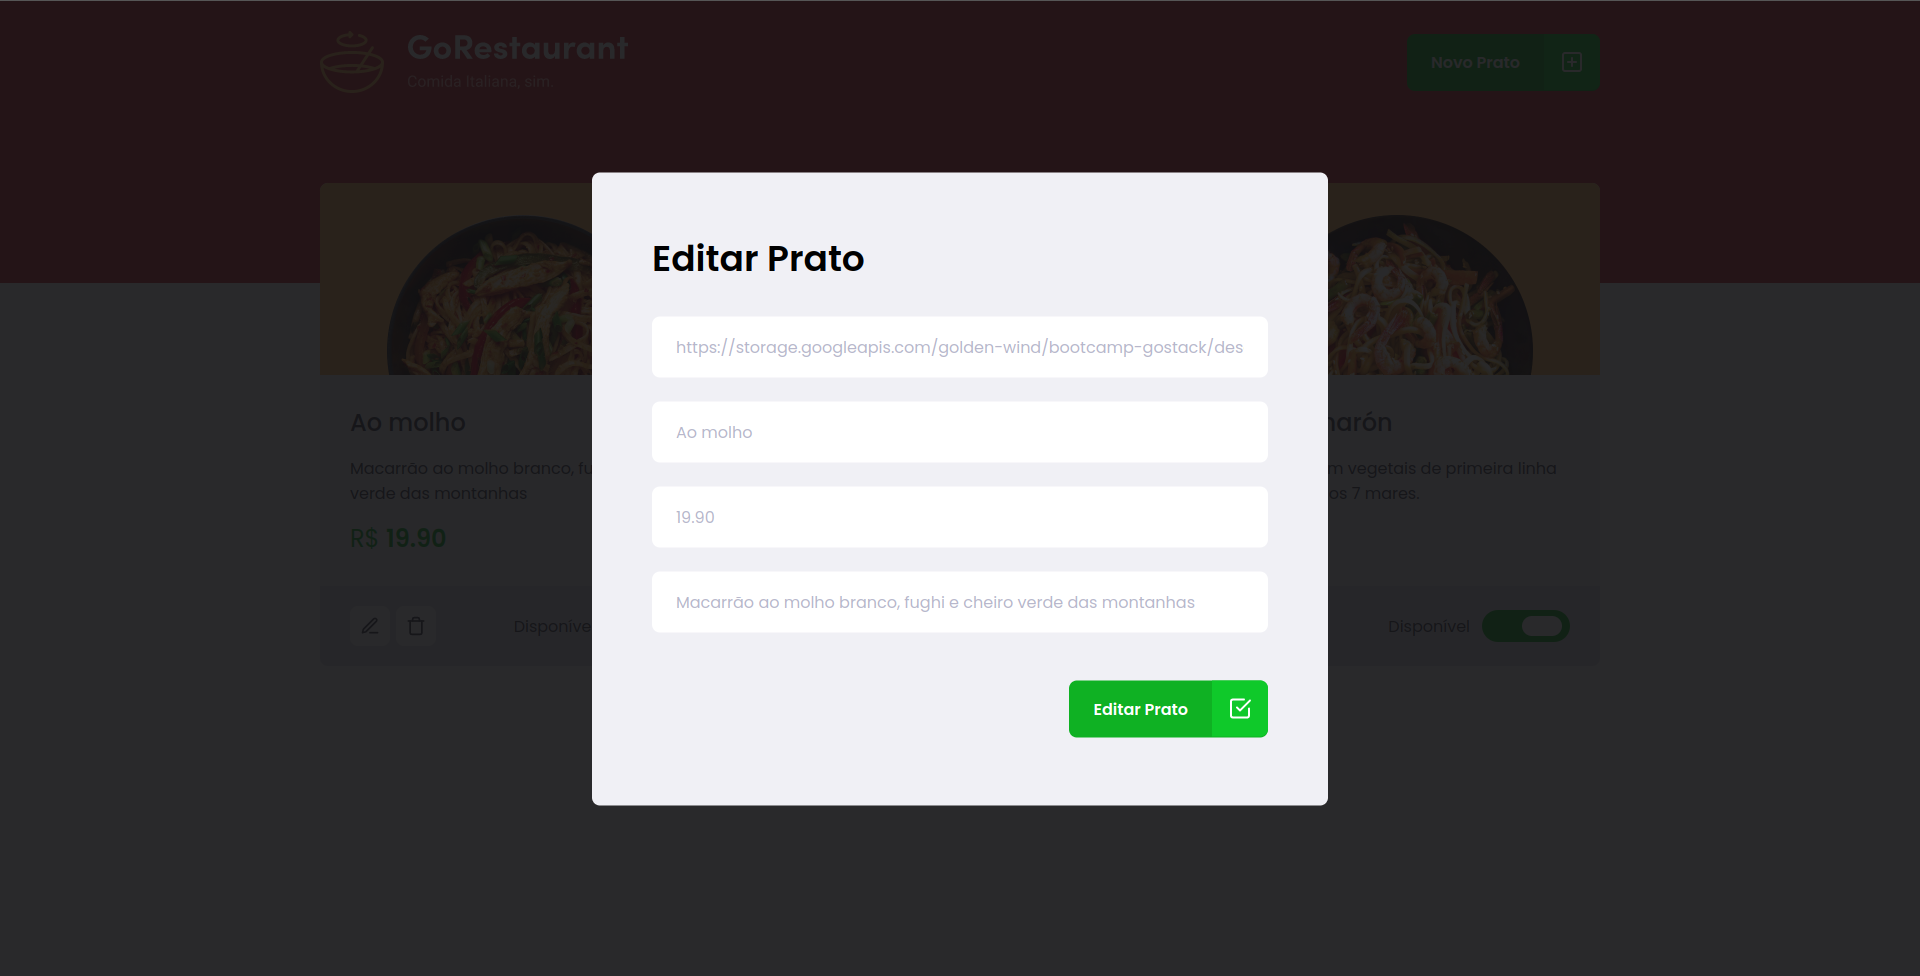 GoRestaurant
Comida Italiana, sim
Novo Prato
Editar Prato
https://storage.googleapis.com/golden-wind/bootcamp-gostack/des
Ao molho
19.90
Macarrão ao molho branco, fughi e cheiro verde das montanhas
Editar Prato
Ao molho
Macarrão ao molho branco, fu
verde das montanhas
R$ 19.90
Disponíve
arón
vegetais de primeira linha
os 7 mares.
Disponível